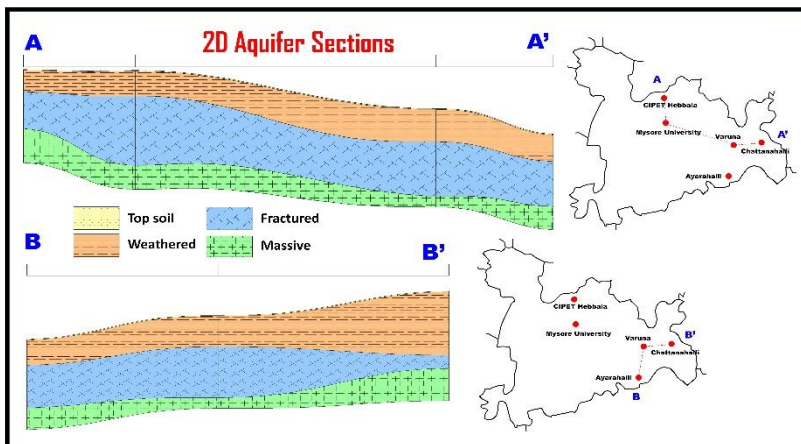 A
2D Aquifer Sections
A'
A
CIPET Hebbala
Mysore University
Varuna
A'
Chattanahalli
Ayarahalli
Top soil
Fractured
Weathered
Massive
B
B'
CIPET Hebbala
Mysore University
Varuna
B'
Chattanahalli
Ayarahalli
B